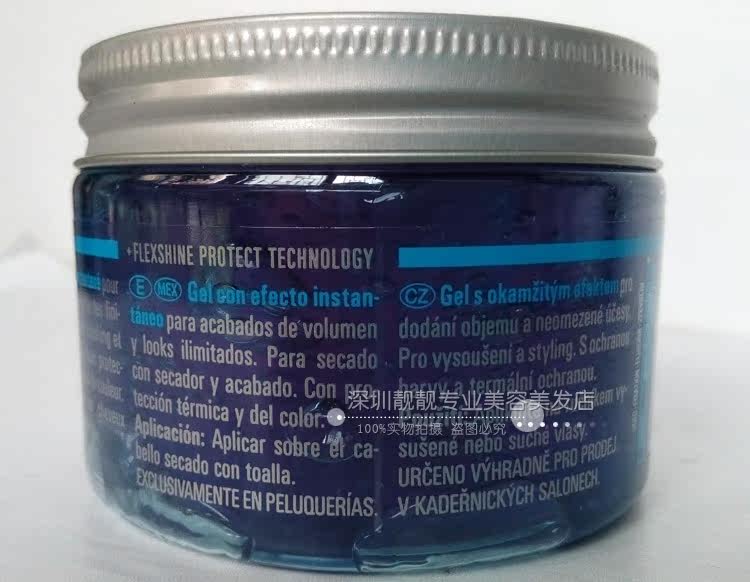 +FLEXSHINE PROTECT TECHNOLOGY
pour
E MEX Gel con efecto instan-
táneo para acabados de volumen
y looks ilimitados. Para secado
con secador y acabado. Con pro-
tección térmica y del color.
Aplicación: Aplicar sobre el ca-
bello secado con toalla.
EXCLUSIVAMENTE EN PELUQUERÍAS.
CZ Gel s okamžitým efektem pro
dodání objemu a neomezené účesy.
Pro vysoušení a styling. S ochranou
barvy a termální ochranou.
vy-
sušené nebo suché vlasy.
URČENO VÝHRADNĚ PRO PRODEJ
V KADEŘNICKÝCH SALONECH.
深圳靓靓专业美容美发店
100%实物拍摄 盗图必究